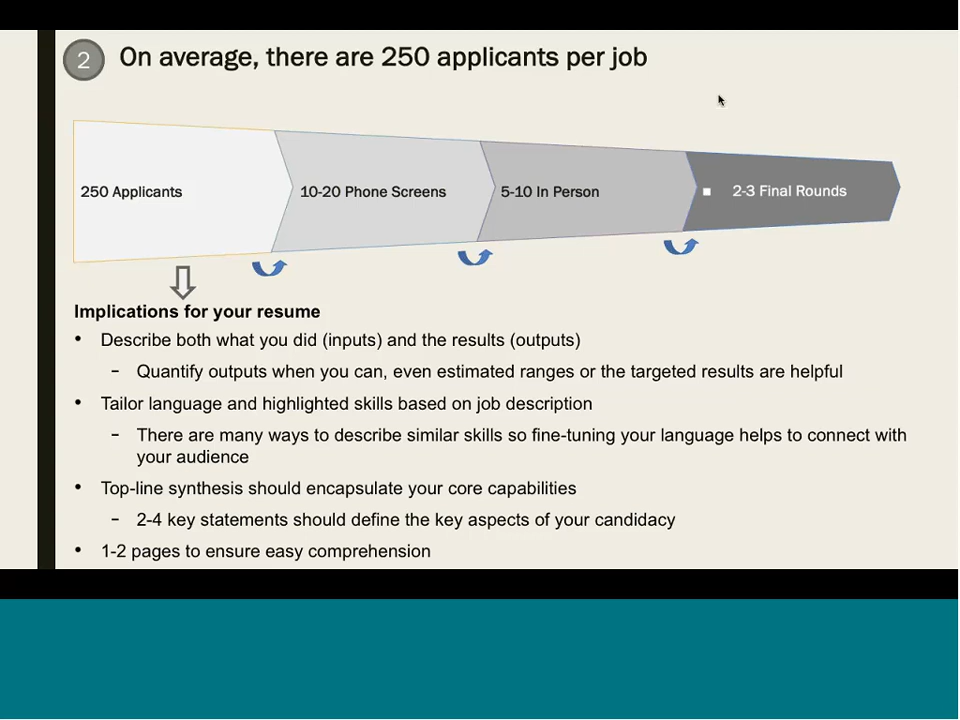 2
On average, there are 250 applicants per job
250 Applicants
10-20 Phone Screens
5-10 In Person
▪ 2-3 Final Rounds
Implications for your resume
• Describe both what you did (inputs) and the results (outputs)
– Quantify outputs when you can, even estimated ranges or the targeted results are helpful
• Tailor language and highlighted skills based on job description
– There are many ways to describe similar skills so fine-tuning your language helps to connect with
your audience
• Top-line synthesis should encapsulate your core capabilities
– 2-4 key statements should define the key aspects of your candidacy
• 1-2 pages to ensure easy comprehension